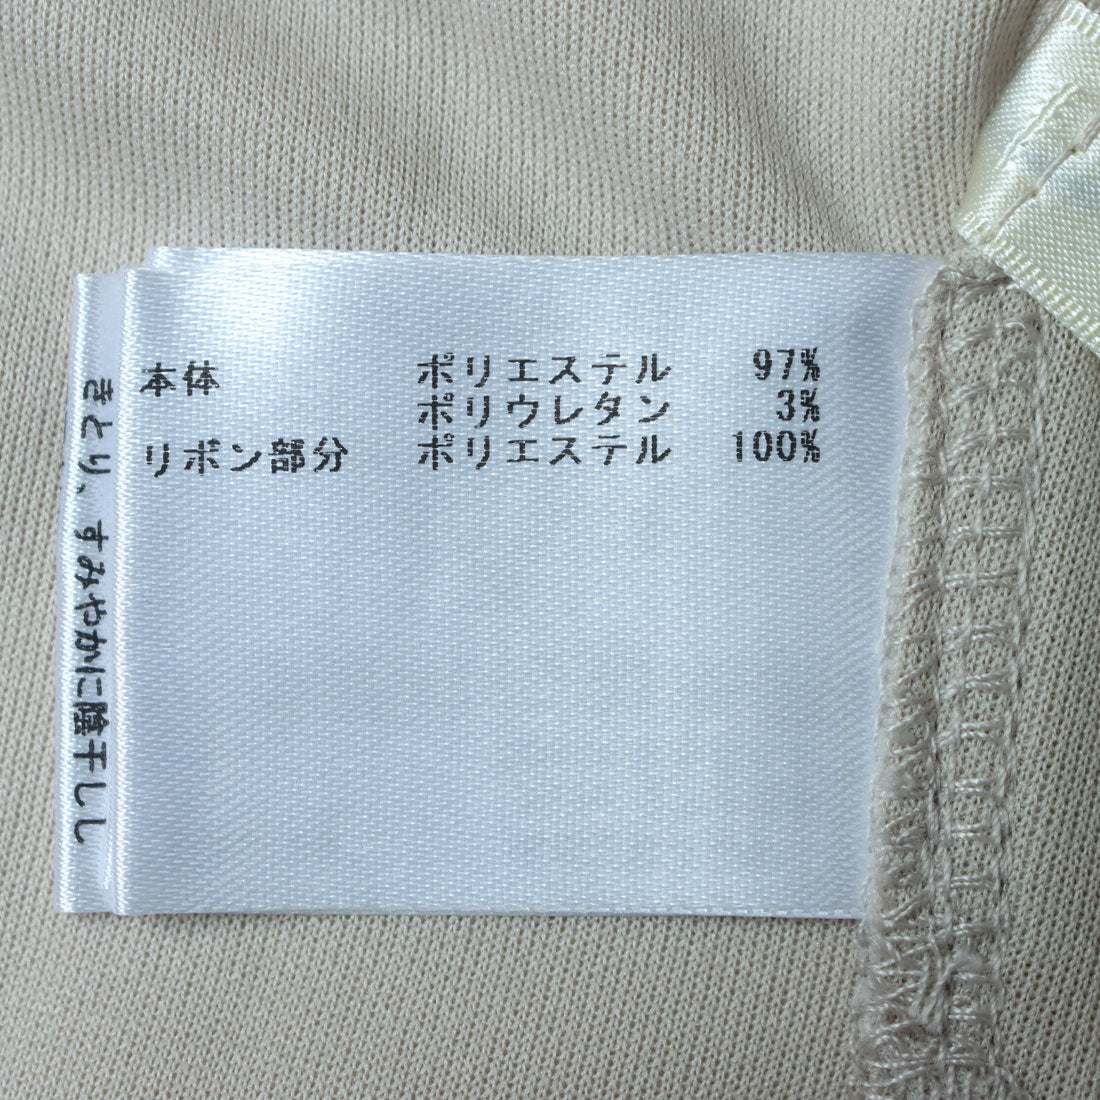 本体 ポリエステル 97%
ポリウレタン 3%
リボン部分 ポリエステル 100%
きとり、すみやかに陰干しし